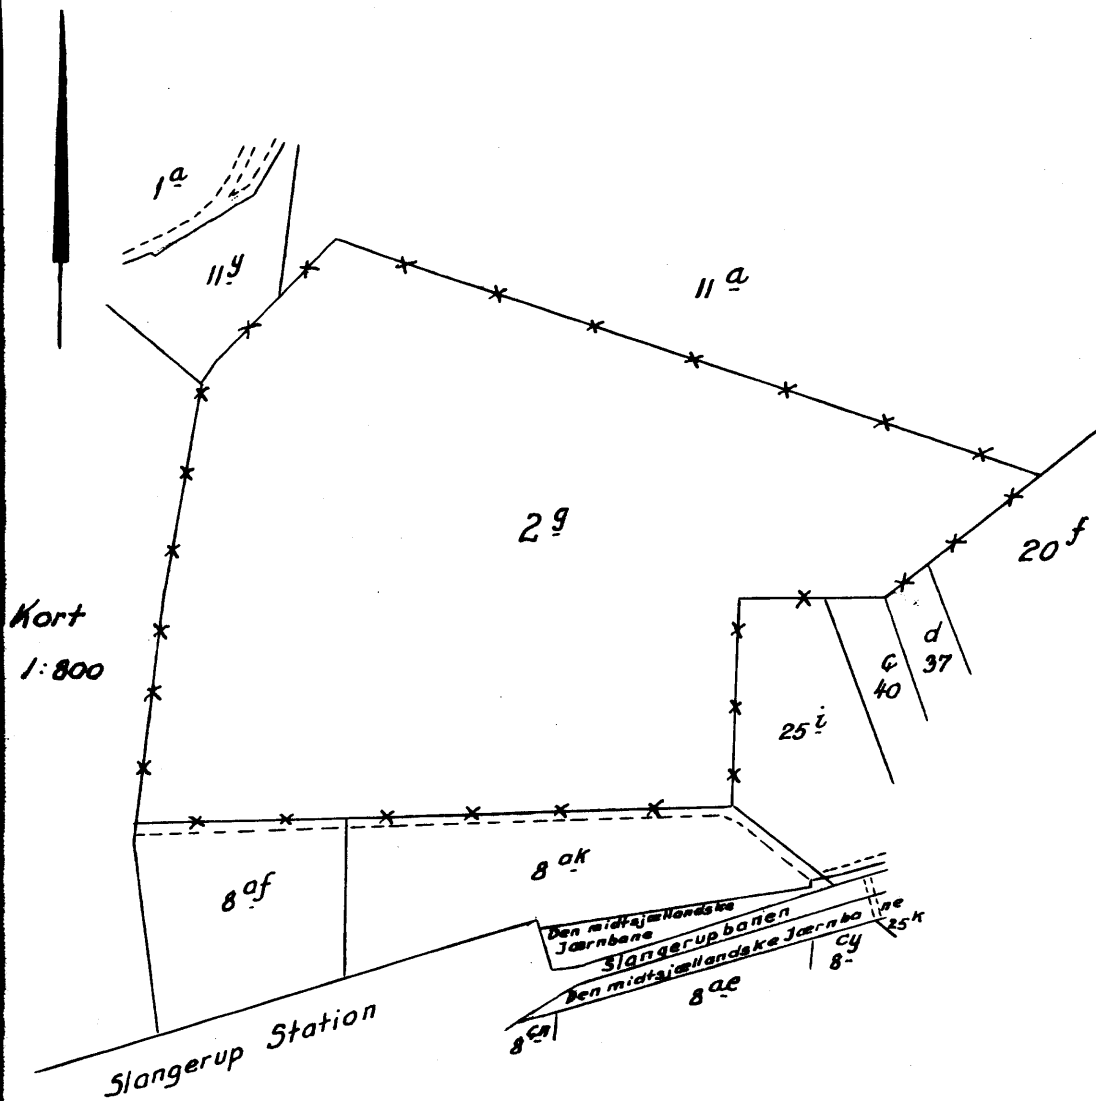 1a
11y
11a
2g
20f
Kort
1:800
d
37
c
40
25i
8af
8ak
Den midtsjællandske
Jærnbane
Slangerupbanen
Den midtsjællandske Jærnbane
25k
cy
8
8ae
8cn
Slangerup Station